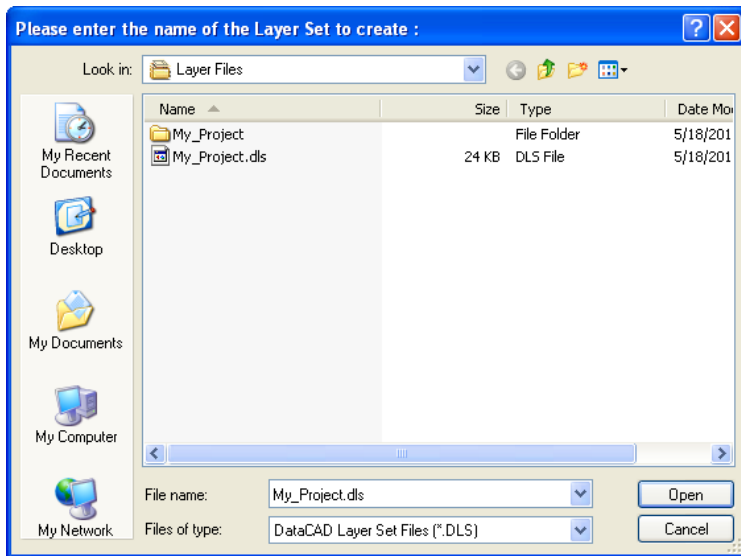 Please enter the name of the Layer Set to create :
Look in: Layer Files
Name Size Type Date Mo
My_Project File Folder 5/18/201
My_Project.dls 24 KB DLS File 5/18/201
My Recent
Documents
Desktop
My Documents
My Computer
My Network
File name: My_Project.dls Open
Files of type: DataCAD Layer Set Files (*.DLS) Cancel